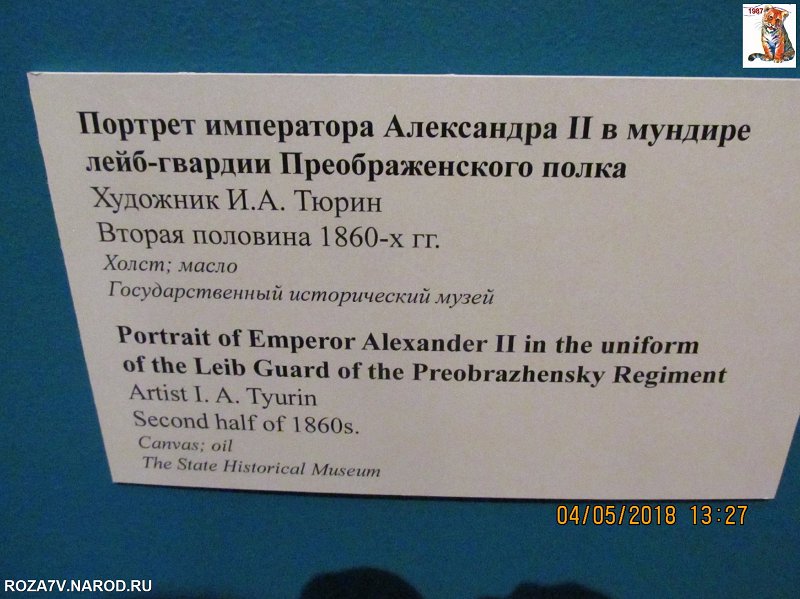 1987
Портрет императора Александра II в мундире
лейб-гвардии Преображенского полка
Художник И.А. Тюрин
Вторая половина 1860-х гг.
Холст; масло
Государственный исторический музей
Portrait of Emperor Alexander II in the uniform
of the Leib Guard of the Preobrazhensky Regiment
Artist I. A. Tyurin
Second half of 1860s.
Canvas; oil
The State Historical Museum
04/05/2018 13:27
ROZA7V.NAROD.RU